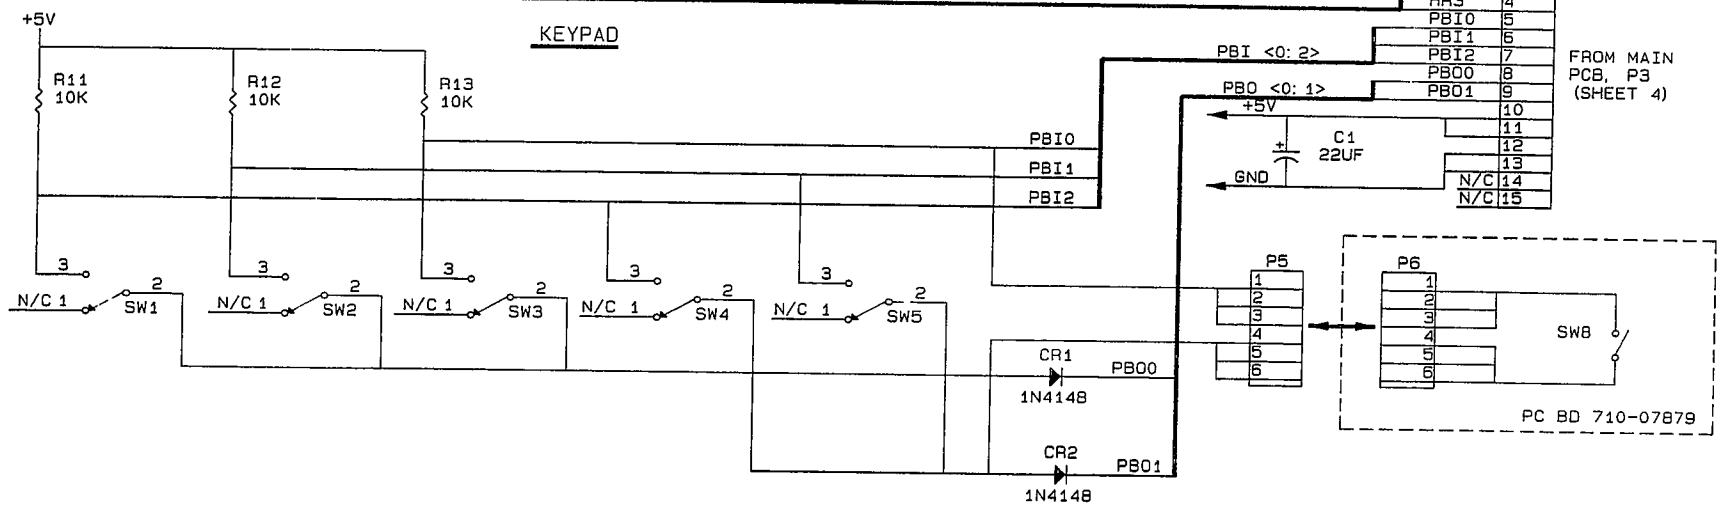 +5V
KEYPAD
R11
10K
R12
10K
R13
10K
PBI0
PBI1
PBI2
PBI <0:2>
PBO <0:1>
4
PBI0 5
PBI1 6
PBI2 7
PBO0 8
PBO1 9
10
11
12
13
N/C 14
N/C 15
FROM MAIN
PCB, P3
(SHEET 4)
+5V
C1
+
22UF
GND
3
N/C 1
2
SW1
3
N/C 1
2
SW2
3
N/C 1
2
SW3
3
N/C 1
2
SW4
3
N/C 1
2
SW5
CR1
1N4148
PBO0
CR2
1N4148
PBO1
P5
1
2
3
4
5
6
P6
1
2
3
4
5
6
SW8
PC BD 710-07879